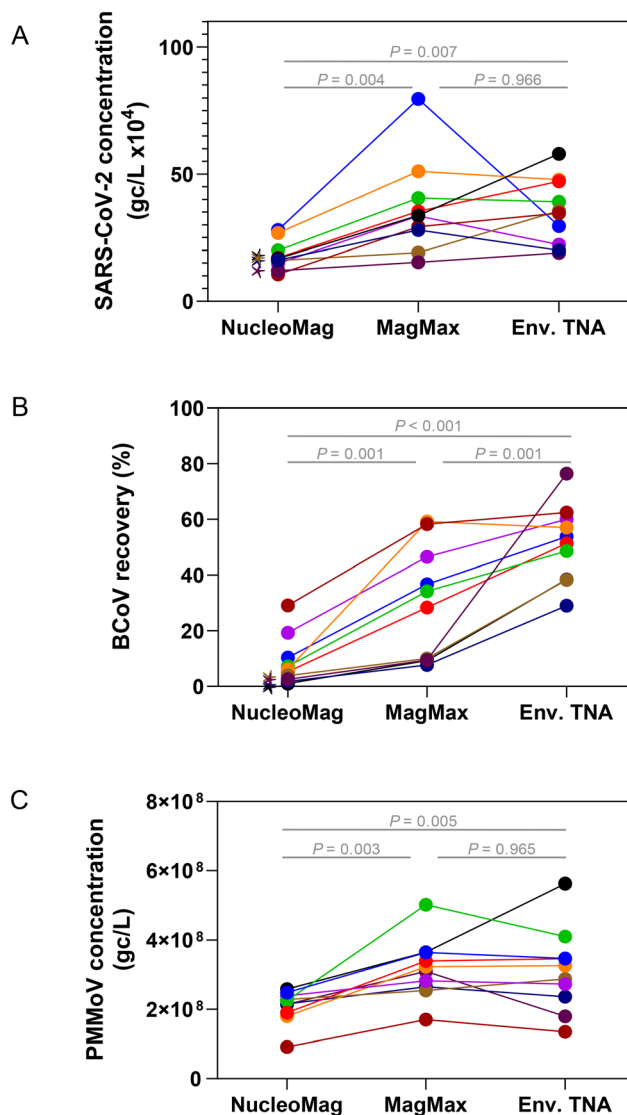 A
SARS-CoV-2 concentration
(gc/L x10⁴)
100
50
0
P = 0.007
P = 0.004
P = 0.966
NucleoMag
MagMax
Env. TNA
B
BCoV recovery (%)
100
80
60
40
20
0
P < 0.001
P = 0.001
P = 0.001
NucleoMag
MagMax
Env. TNA
C
PMMoV concentration
(gc/L)
8×10⁸
6×10⁸
4×10⁸
2×10⁸
0
P = 0.005
P = 0.003
P = 0.965
NucleoMag
MagMax
Env. TNA